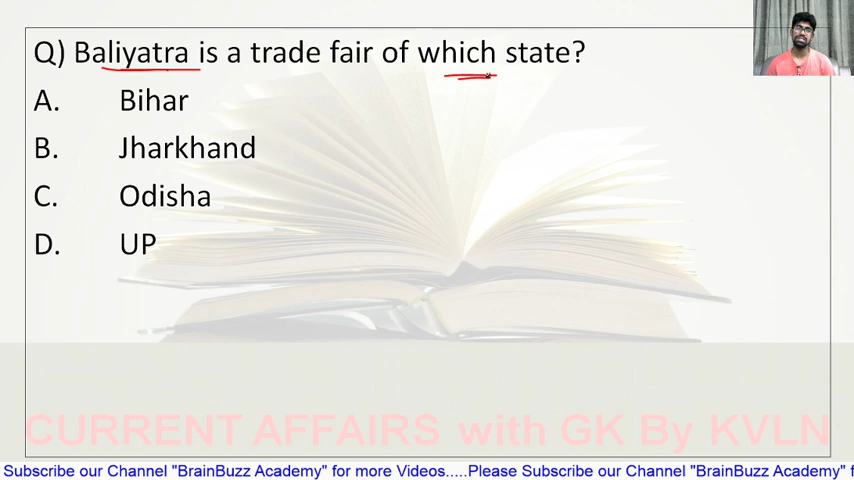 Q) Baliyatra is a trade fair of which state?
A. Bihar
B. Jharkhand
C. Odisha
D. UP
CURRENT AFFAIRS with GK By KVLN
Subscribe our Channel "BrainBuzz Academy" for more Videos.....Please Subscribe our Channel "BrainBuzz Academy" f